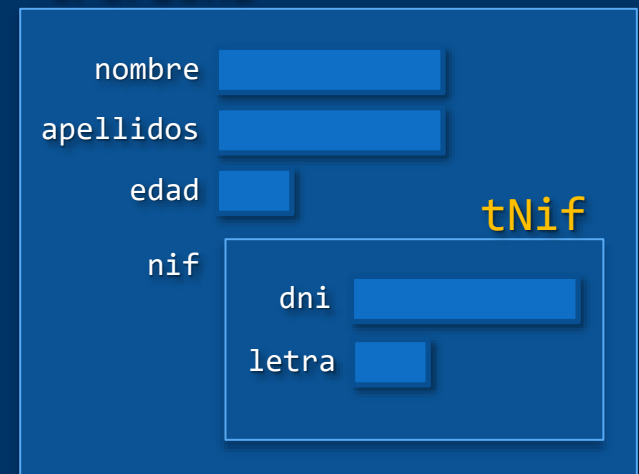 nombre
apellidos
edad
tNif
nif
dni
letra